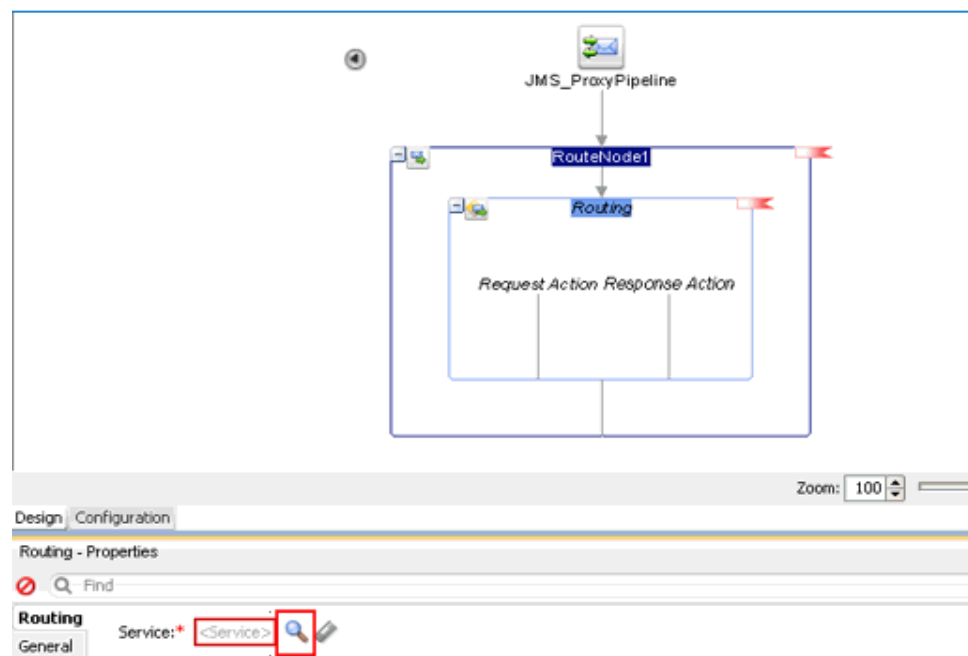 JMS_ProxyPipeline
RouteNode1
Routing
Request Action Response Action
Zoom: 100
Design Configuration
Routing - Properties
Find
Routing
Service:* <Service>
General